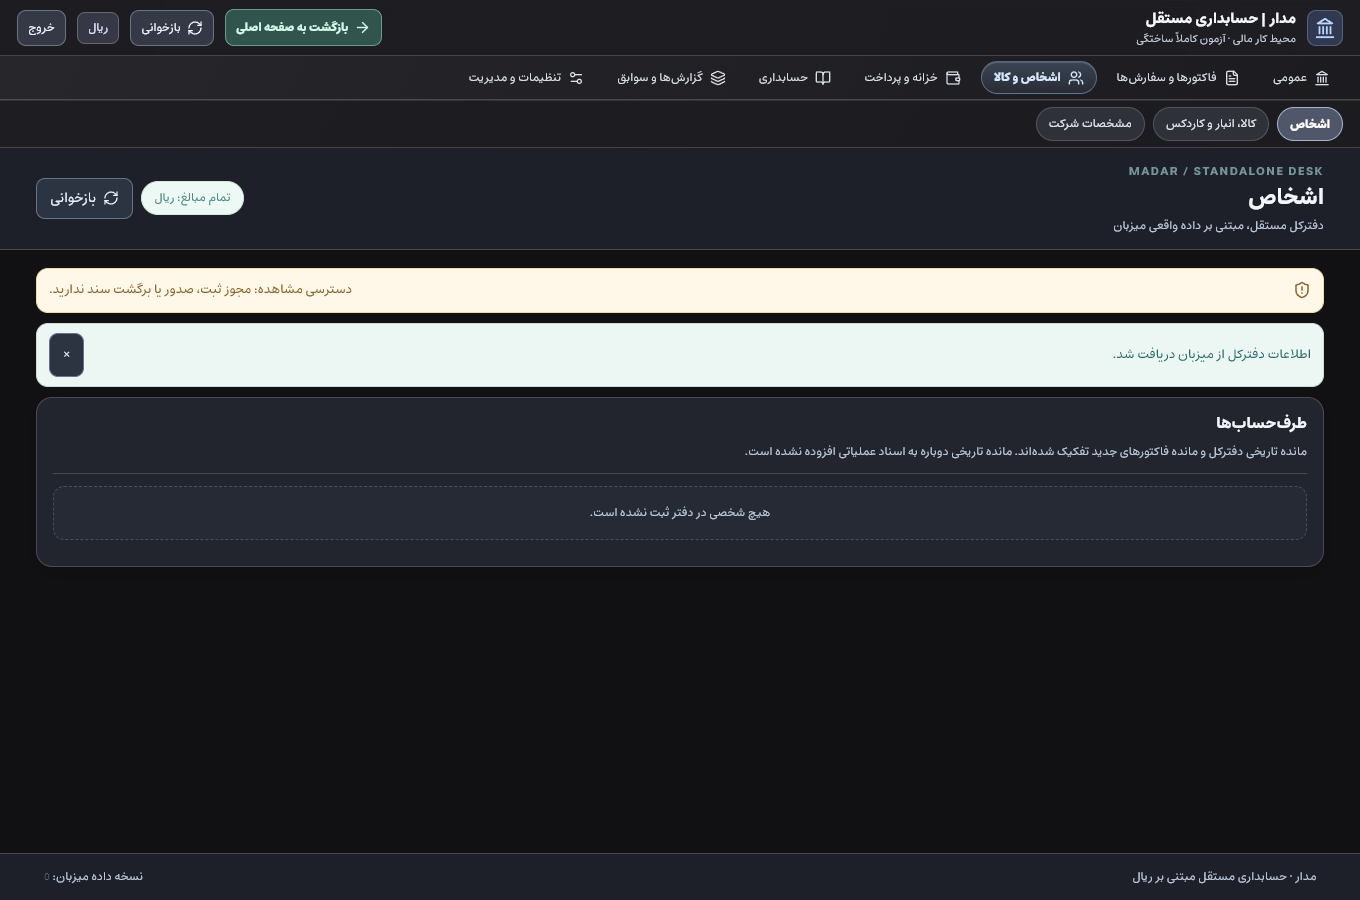 مدار | حسابداری مستقل
محیط کار مالی · آزمون کاملاً ساختگی
بازگشت به صفحه اصلی
بازخوانی
ریال
خروج
عمومی
فاکتورها و سفارش‌ها
اشخاص و کالا
خزانه و پرداخت
حسابداری
گزارش‌ها و سوابق
تنظیمات و مدیریت
اشخاص
کالا، انبار و کاردکس
مشخصات شرکت
MADAR / STANDALONE DESK
اشخاص
دفترکل مستقل، مبتنی بر داده واقعی میزبان
تمام مبالغ: ریال
بازخوانی
دسترسی مشاهده: مجوز ثبت، صدور یا برگشت سند ندارید.
اطلاعات دفترکل از میزبان دریافت شد.
×
طرف‌حساب‌ها
مانده تاریخی دفترکل و مانده فاکتورهای جدید تفکیک شده‌اند. مانده تاریخی دوباره به اسناد عملیاتی افزوده نشده است.
هیچ شخصی در دفتر ثبت نشده است.
مدار · حسابداری مستقل مبتنی بر ریال
نسخه داده میزبان: